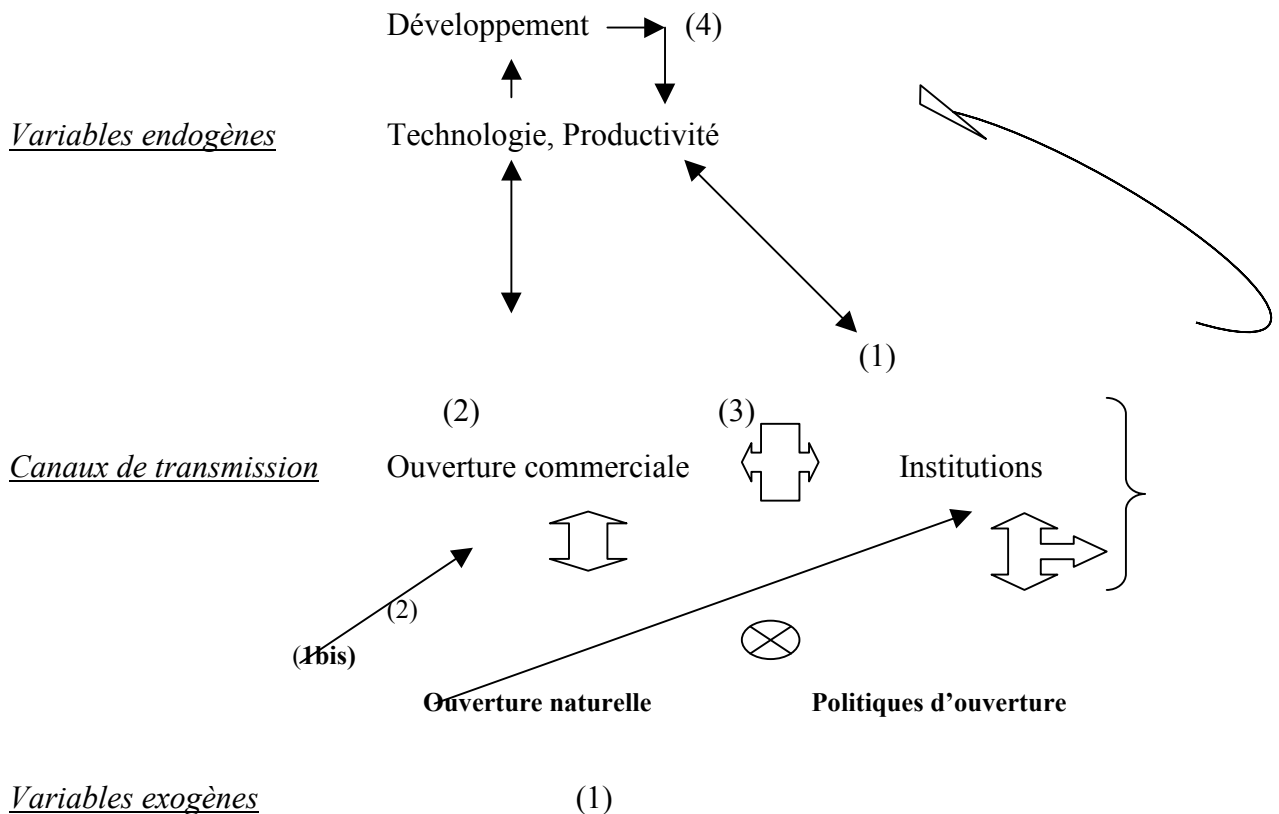 Développement (4)
Variables endogènes Technologie, Productivité
(1)
(2) (3)
Canaux de transmission Ouverture commerciale Institutions
(2)
(1bis)
Ouverture naturelle Politiques d’ouverture
Variables exogènes (1)